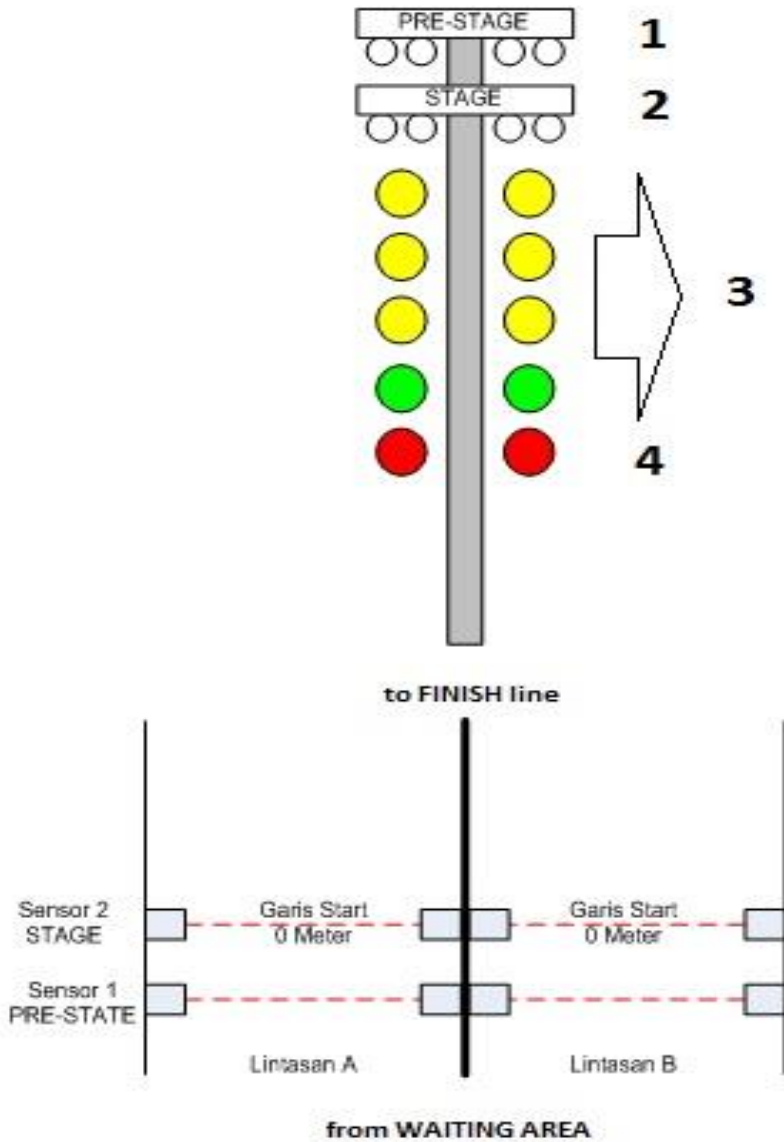 PRE-STAGE
1
STAGE
2
3
4
to FINISH line
Sensor 2
STAGE
Garis Start
0 Meter
Garis Start
0 Meter
Sensor 1
PRE-STATE
Lintasan A
Lintasan B
from WAITING AREA